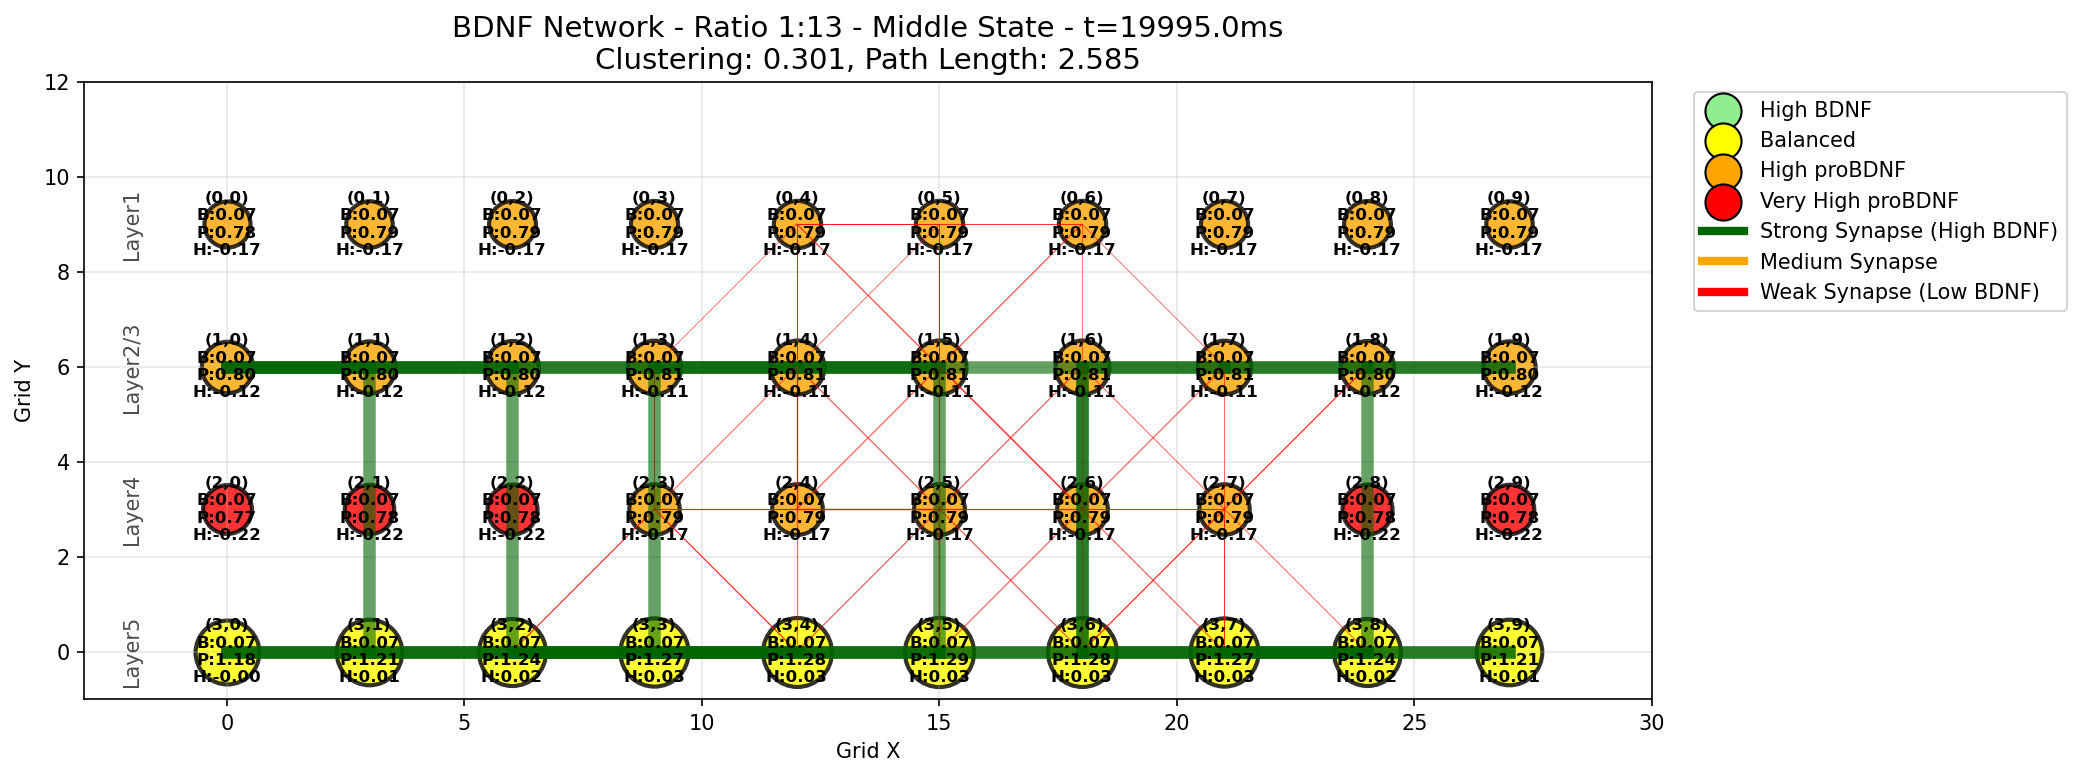 BDNF Network - Ratio 1:13 - Middle State - t=19995.0ms
Clustering: 0.301, Path Length: 2.585
12
10
8
6
4
2
0
Grid Y
Layer1
Layer2/3
Layer4
Layer5
(0,0) (0,1) (0,2) (0,3) (0,4) (0,5) (0,6) (0,7) (0,8) (0,9)
B:0.07 B:0.07 B:0.07 B:0.07 B:0.07 B:0.07 B:0.07 B:0.07 B:0.07 B:0.07
P:0.78 P:0.79 P:0.79 P:0.79 P:0.79 P:0.79 P:0.79 P:0.79 P:0.79 P:0.79
H:-0.17 H:-0.17 H:-0.17 H:-0.17 H:-0.17 H:-0.17 H:-0.17 H:-0.17 H:-0.17 H:-0.17
(1,0) (1,1) (1,2) (1,3) (1,4) (1,5) (1,6) (1,7) (1,8) (1,9)
B:0.07 B:0.07 B:0.07 B:0.07 B:0.07 B:0.07 B:0.07 B:0.07 B:0.07 B:0.07
P:0.80 P:0.80 P:0.80 P:0.81 P:0.81 P:0.81 P:0.81 P:0.81 P:0.80 P:0.80
H:-0.12 H:-0.12 H:-0.12 H:-0.11 H:-0.11 H:-0.11 H:-0.11 H:-0.11 H:-0.12 H:-0.12
(2,0) (2,1) (2,2) (2,3) (2,4) (2,5) (2,6) (2,7) (2,8) (2,9)
B:0.07 B:0.07 B:0.07 B:0.07 B:0.07 B:0.07 B:0.07 B:0.07 B:0.07 B:0.07
P:0.77 P:0.78 P:0.78 P:0.79 P:0.79 P:0.79 P:0.79 P:0.79 P:0.78 P:0.78
H:-0.22 H:-0.22 H:-0.22 H:-0.17 H:-0.17 H:-0.17 H:-0.17 H:-0.17 H:-0.22 H:-0.22
(3,0) (3,1) (3,2) (3,3) (3,4) (3,5) (3,6) (3,7) (3,8) (3,9)
B:0.07 B:0.07 B:0.07 B:0.07 B:0.07 B:0.07 B:0.07 B:0.07 B:0.07 B:0.07
P:1.18 P:1.21 P:1.24 P:1.27 P:1.28 P:1.29 P:1.28 P:1.27 P:1.24 P:1.21
H:-0.00 H:0.01 H:0.02 H:0.03 H:0.03 H:0.03 H:0.03 H:0.03 H:0.02 H:0.01
0 5 10 15 20 25 30
Grid X
High BDNF
Balanced
High proBDNF
Very High proBDNF
Strong Synapse (High BDNF)
Medium Synapse
Weak Synapse (Low BDNF)